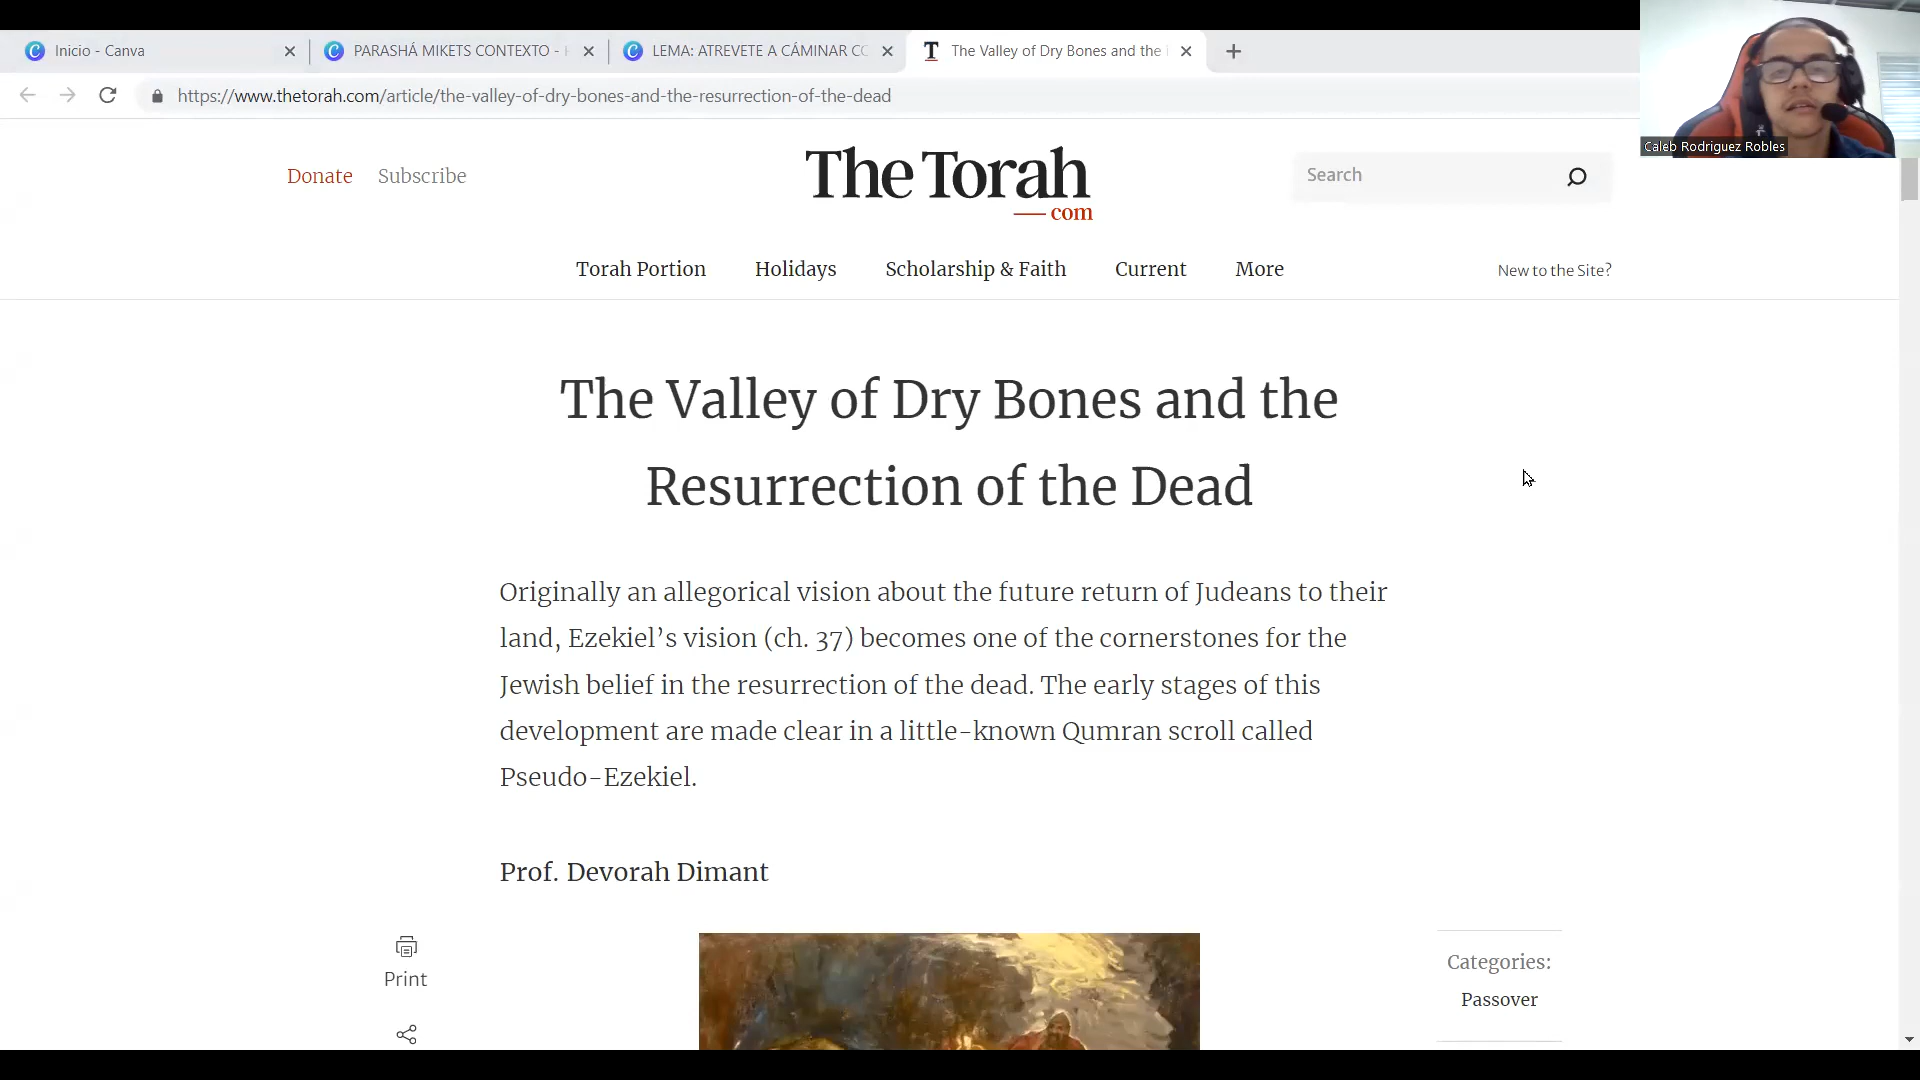 Inicio - Canva
PARASHÁ MIKETS CONTEXTO -
LEMA: ATREVETE A CÁMINAR CC
The Valley of Dry Bones and the
https://www.thetorah.com/article/the-valley-of-dry-bones-and-the-resurrection-of-the-dead
Caleb Rodriguez Robles
Donate
Subscribe
The Torah
com
Search
Torah Portion
Holidays
Scholarship & Faith
Current
More
New to the Site?
The Valley of Dry Bones and the
Resurrection of the Dead
Originally an allegorical vision about the future return of Judeans to their
land, Ezekiel’s vision (ch. 37) becomes one of the cornerstones for the
Jewish belief in the resurrection of the dead. The early stages of this
development are made clear in a little-known Qumran scroll called
Pseudo-Ezekiel.
Prof. Devorah Dimant
Print
Categories:
Passover